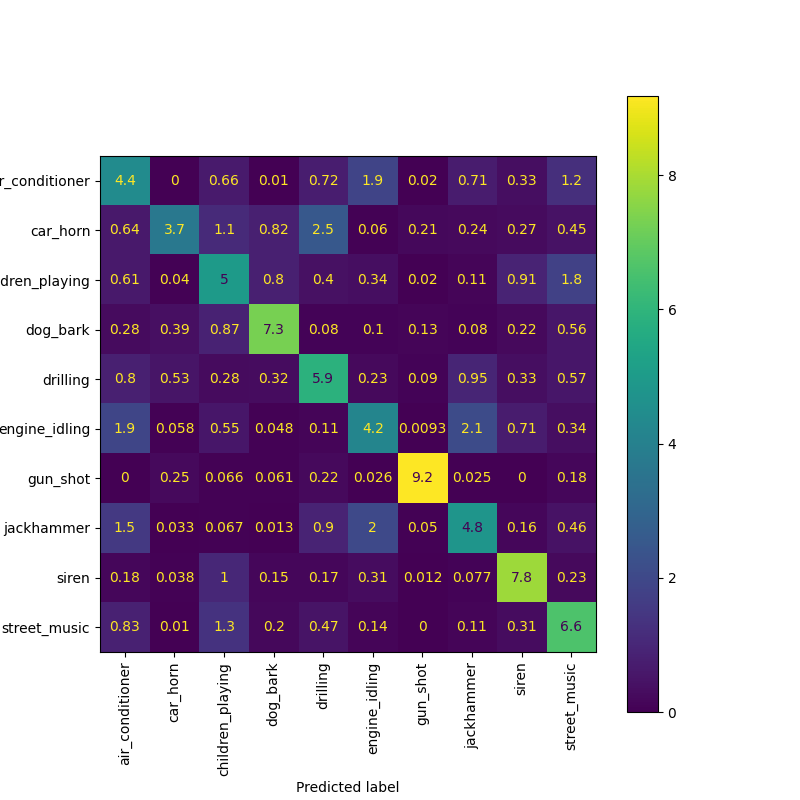 r_conditioner 4.4 0 0.66 0.01 0.72 1.9 0.02 0.71 0.33 1.2
car_horn 0.64 3.7 1.1 0.82 2.5 0.06 0.21 0.24 0.27 0.45
dren_playing 0.61 0.04 5 0.8 0.4 0.34 0.02 0.11 0.91 1.8
dog_bark 0.28 0.39 0.87 7.3 0.08 0.1 0.13 0.08 0.22 0.56
drilling 0.8 0.53 0.28 0.32 5.9 0.23 0.09 0.95 0.33 0.57
engine_idling 1.9 0.058 0.55 0.048 0.11 4.2 0.0093 2.1 0.71 0.34
gun_shot 0 0.25 0.066 0.061 0.22 0.026 9.2 0.025 0 0.18
jackhammer 1.5 0.033 0.067 0.013 0.9 2 0.05 4.8 0.16 0.46
siren 0.18 0.038 1 0.15 0.17 0.31 0.012 0.077 7.8 0.23
street_music 0.83 0.01 1.3 0.2 0.47 0.14 0 0.11 0.31 6.6
air_conditioner
car_horn
children_playing
dog_bark
drilling
engine_idling
gun_shot
jackhammer
siren
street_music
Predicted label
8
6
4
2
0